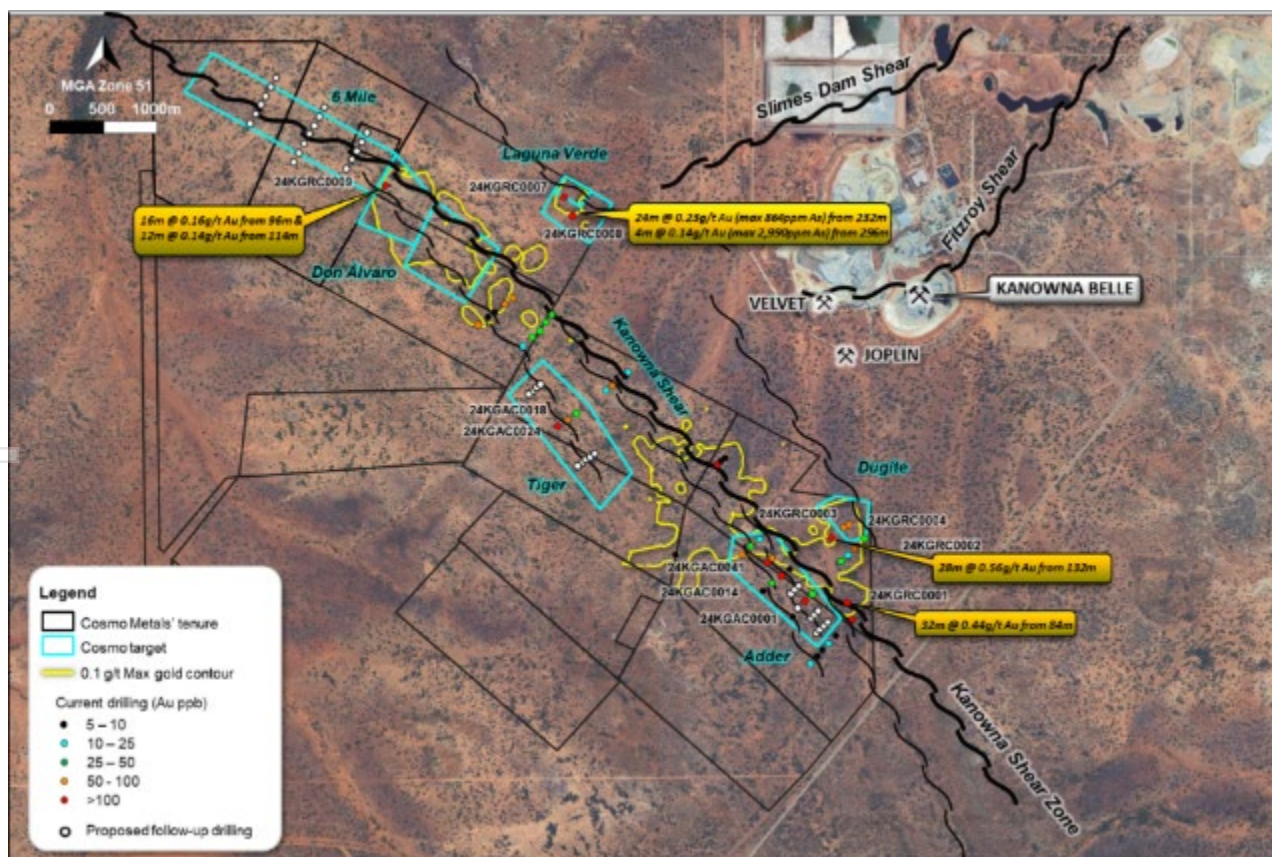 MGA Zone 51
0 500 1000m
6 Mile
Slimes Dam Shear
Laguna Verde
24KGRC0009
24KGRC0007
24KGRC0008
16m @ 0.16g/t Au from 96m &
12m @ 0.14g/t Au from 114m
24m @ 0.23g/t Au (max 864ppm As) from 232m
4m @ 0.14g/t Au (max 2,990ppm As) from 296m
Fitzroy Shear
Don Alvaro
VELVET
KANOWNA BELLE
JOPLIN
Kanowna Shear
24KGAC0018
24KGAC0024
Tiger
Dugite
24KGRC0003
24KGRC0004
24KGRC0002
28m @ 0.56g/t Au from 132m
24KGAC0041
24KGAC0014
24KGAC0001
24KGRC0001
32m @ 0.44g/t Au from 84m
Adder
Kanowna Shear Zone
Legend
Cosmo Metals' tenure
Cosmo target
0.1 g/t Max gold contour
Current drilling (Au ppb)
5 – 10
10 – 25
25 – 50
50 - 100
>100
Proposed follow-up drilling